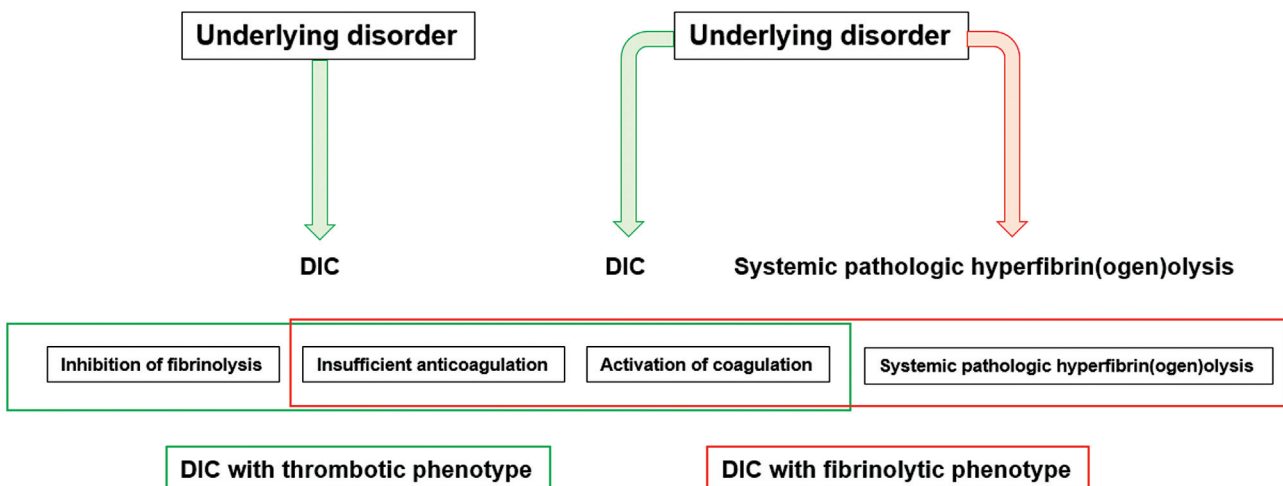 Underlying disorder
Underlying disorder
DIC
DIC
Systemic pathologic hyperfibrin(ogen)olysis
Inhibition of fibrinolysis
Insufficient anticoagulation
Activation of coagulation
Systemic pathologic hyperfibrin(ogen)olysis
DIC with thrombotic phenotype
DIC with fibrinolytic phenotype